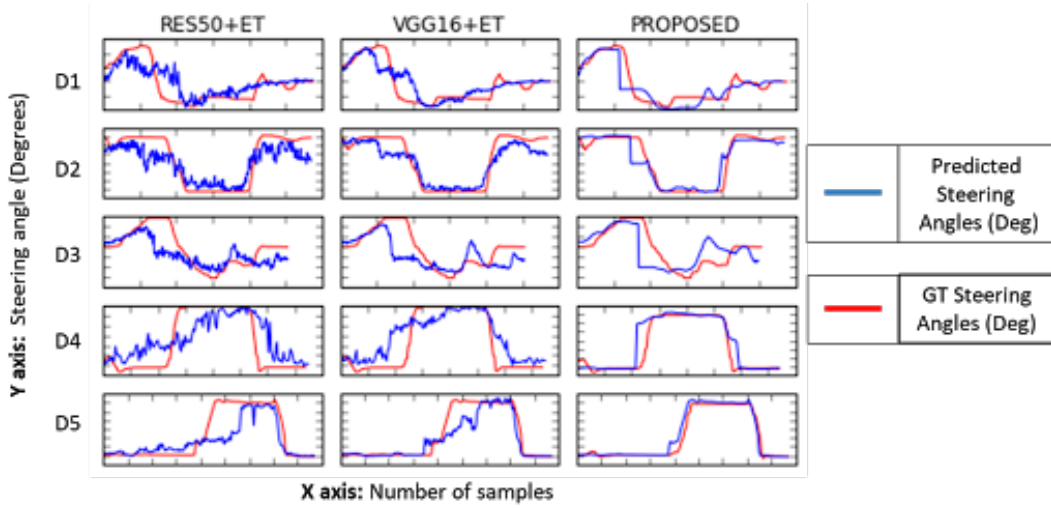 RES50+ET VGG16+ET PROPOSED
Y axis: Steering angle (Degrees)
D1
D2
D3
D4
D5
X axis: Number of samples
Predicted
Steering
Angles (Deg)
GT Steering
Angles (Deg)